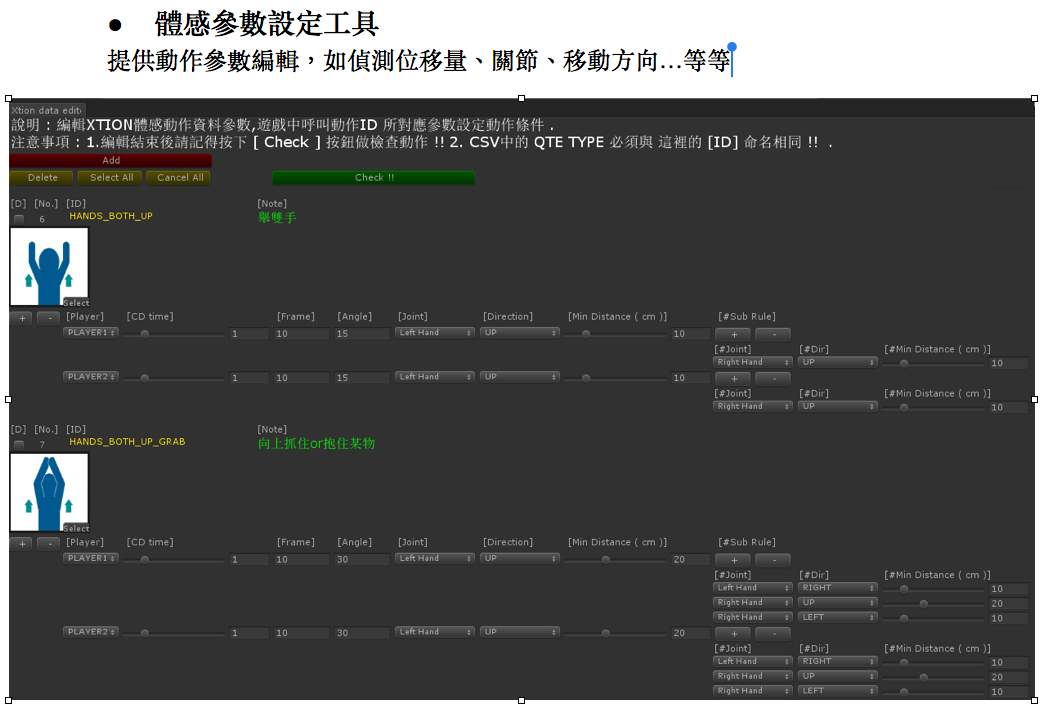 ● 體感參數設定工具
提供動作參數編輯，如偵測位移量、關節、移動方向…等等
Xtion data edit
說明：編輯XTION體感動作資料參數,遊戲中呼叫動作ID 所對應參數設定動作條件 .
注意事項：1.編輯結束後請記得按下 [ Check ] 按鈕做檢查動作 !! 2. CSV中的 QTE TYPE 必須與 這裡的 [ID] 命名相同 !! .
Add
Delete Select All Cancel All Check !!
[D] [No.] [ID] [Note]
6 HANDS_BOTH_UP 舉雙手
Select
+ - [Player] [CD time] [Frame] [Angle] [Joint] [Direction] [Min Distance ( cm )] [#Sub Rule]
PLAYER1 1 10 15 Left Hand UP 10 + -
[#Joint] [#Dir] [#Min Distance ( cm )]
Right Hand UP 10
PLAYER2 1 10 15 Left Hand UP 10 + -
[#Joint] [#Dir] [#Min Distance ( cm )]
Right Hand UP 10
[D] [No.] [ID] [Note]
7 HANDS_BOTH_UP_GRAB 向上抓住or抱住某物
Select
+ - [Player] [CD time] [Frame] [Angle] [Joint] [Direction] [Min Distance ( cm )] [#Sub Rule]
PLAYER1 1 10 30 Left Hand UP 20 + -
[#Joint] [#Dir] [#Min Distance ( cm )]
Left Hand RIGHT 10
Right Hand UP 20
Right Hand LEFT 10
PLAYER2 1 10 30 Left Hand UP 20 + -
[#Joint] [#Dir] [#Min Distance ( cm )]
Left Hand RIGHT 10
Right Hand UP 20
Right Hand LEFT 10